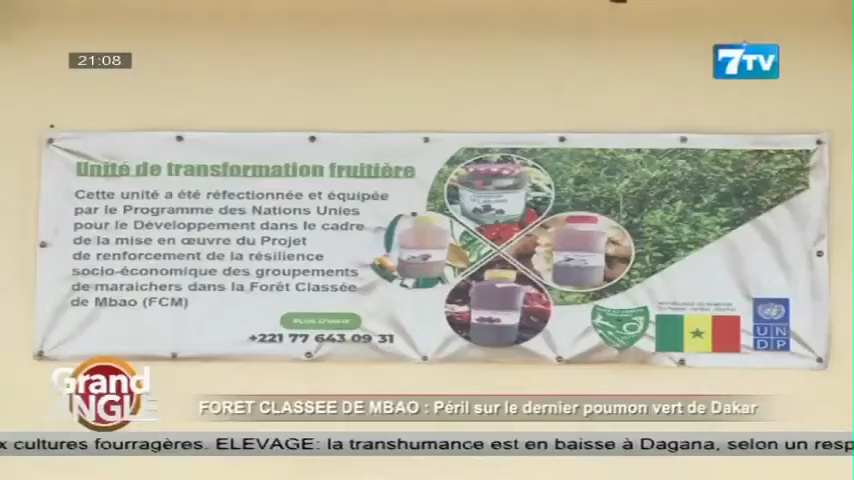 21:08
7TV
Unité de transformation fruitière
Cette unité a été réfectionnée et équipée
par le Programme des Nations Unies
pour le Développement dans le cadre
de la mise en œuvre du Projet
de renforcement de la résilience
socio-économique des groupements
de maraichers dans la Forêt Classée
de Mbao (FCM)
+221 77 643 09 31
UN
DP
Grand
ANGLE
FORET CLASSEE DE MBAO : Péril sur le dernier poumon vert de Dakar
x cultures fourragères. ELEVAGE: la transhumance est en baisse à Dagana, selon un resp